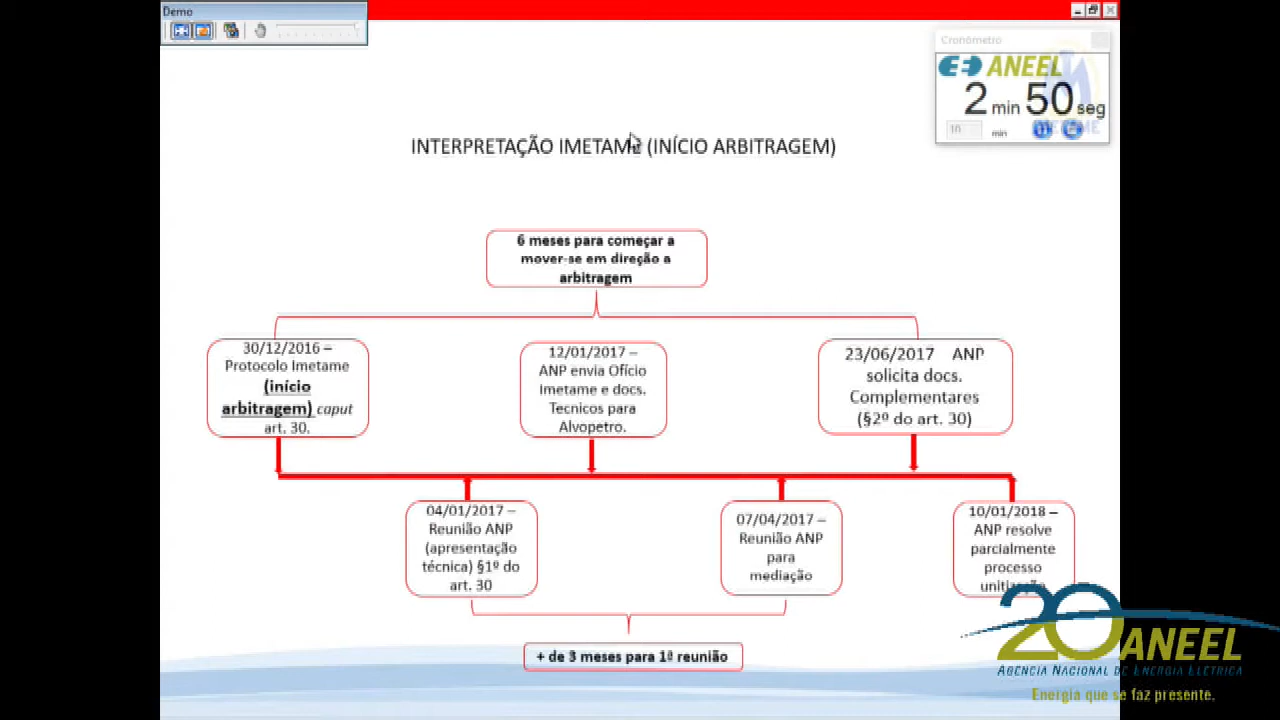 Demo
Cronômetro
ANEEL
2 min 50 seg
10 min
INTERPRETAÇÃO IMETAME (INÍCIO ARBITRAGEM)
6 meses para começar a
mover-se em direção a
arbitragem
30/12/2016 –
Protocolo Imetame
(início
arbitragem) caput
art. 30.
12/01/2017 –
ANP envia Ofício
Imetame e docs.
Tecnicos para
Alvopetro.
23/06/2017 ANP
solicita docs.
Complementares
(§2º do art. 30)
04/01/2017 –
Reunião ANP
(apresentação
técnica) §1º do
art. 30
07/04/2017 –
Reunião ANP
para
mediação
10/01/2018 –
ANP resolve
parcialmente
processo
+ de 3 meses para 1ª reunião
20 ANEEL
AGÊNCIA NACIONAL DE ENERGIA ELÉTRICA
Energia que se faz presente.